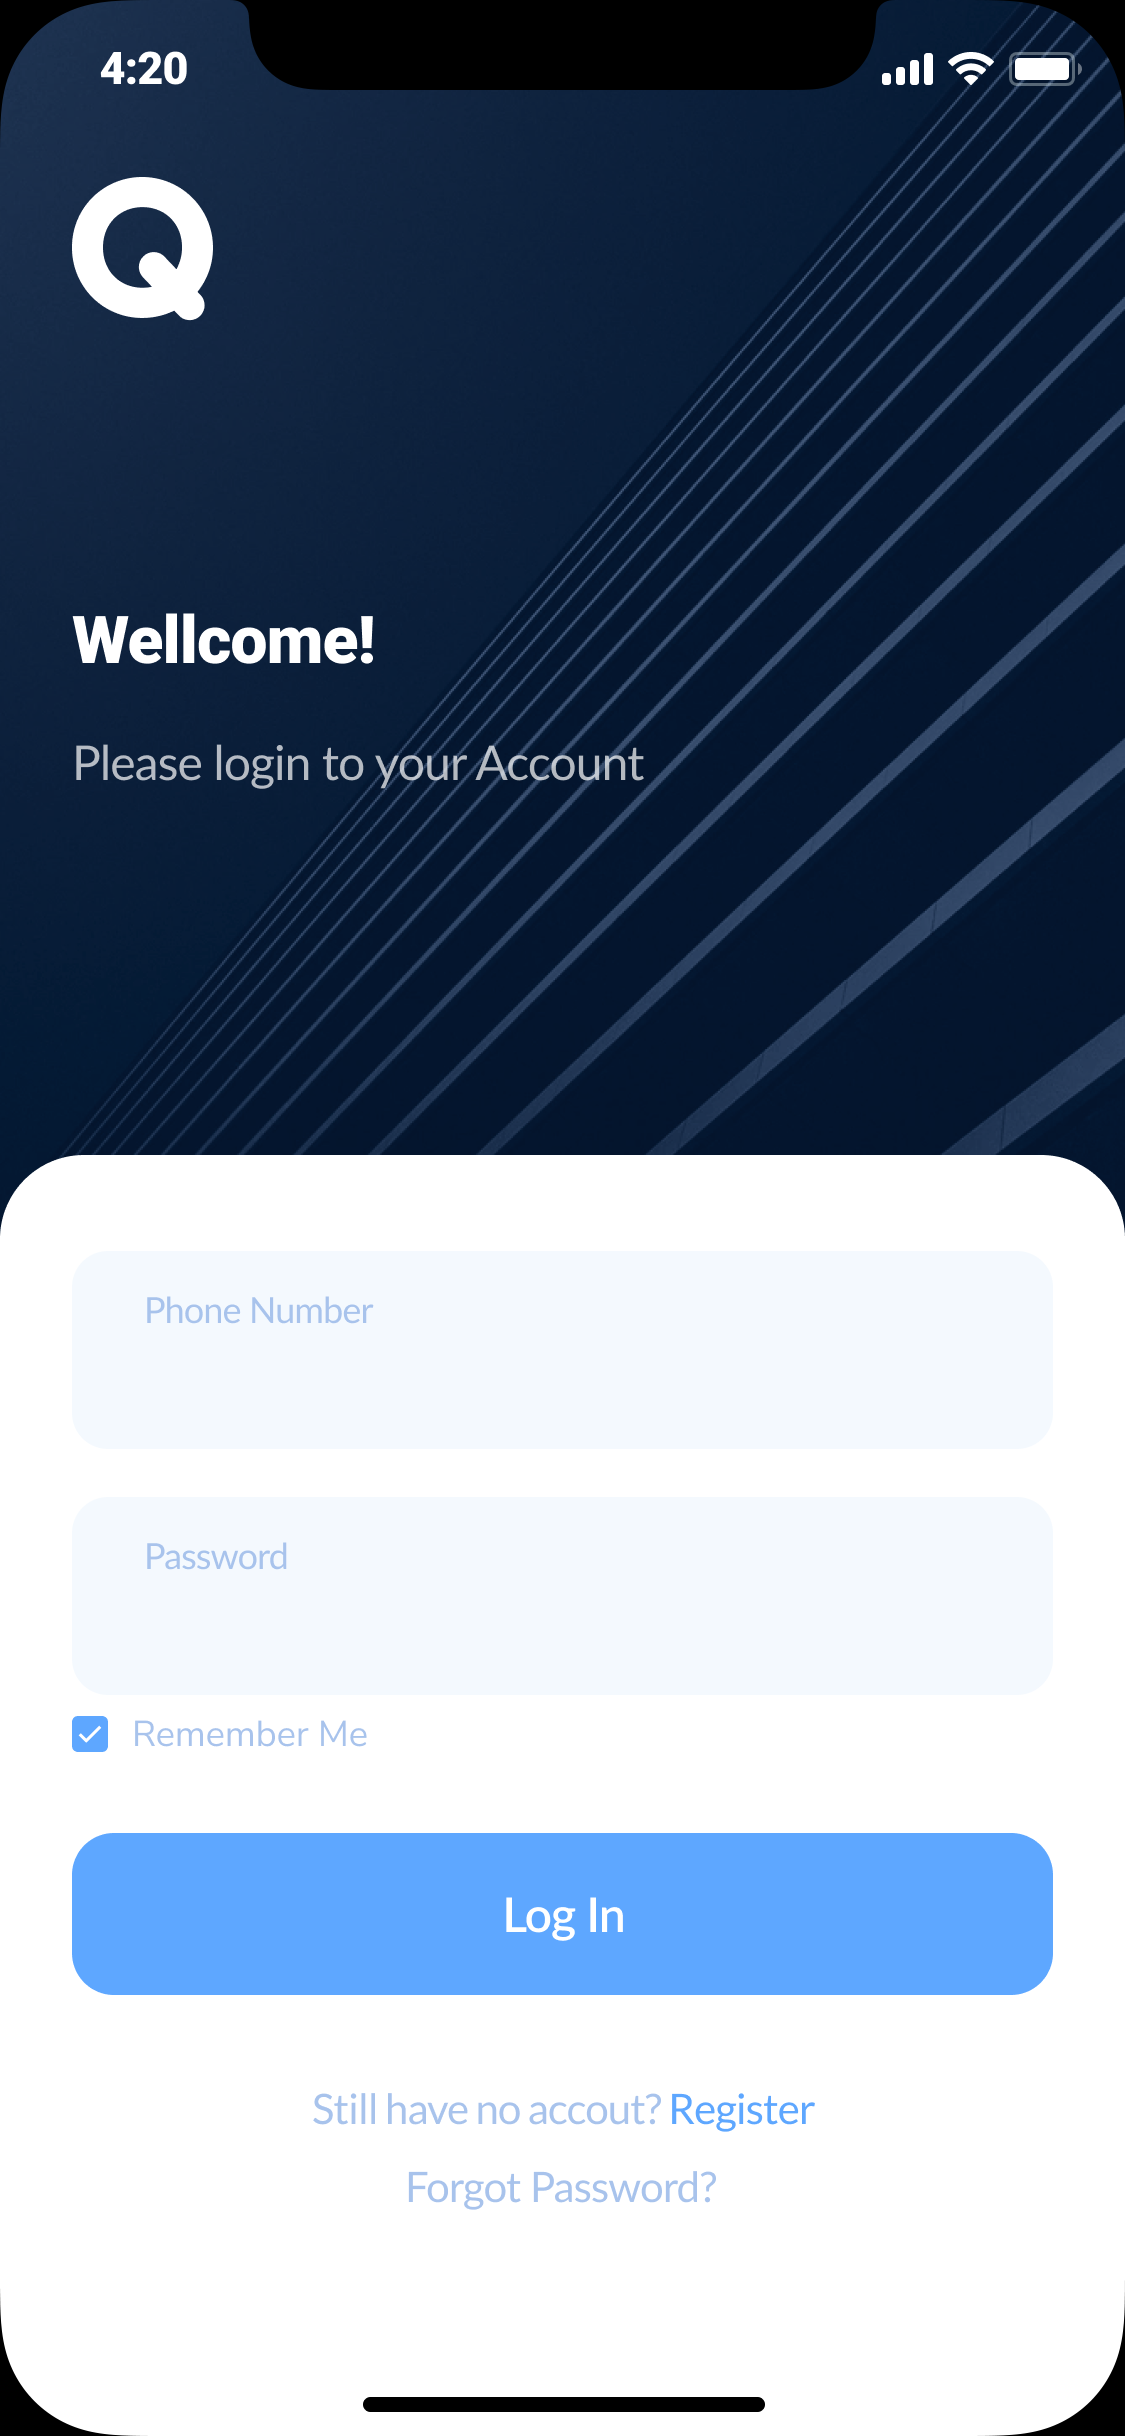 4:20
Q
Wellcome!
Please login to your Account
Phone Number
Password
Remember Me
Log In
Still have no accout? Register
Forgot Password?